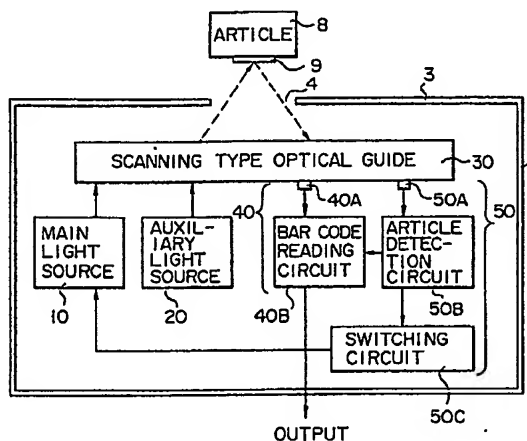 ARTICLE
8
9
4
3
SCANNING TYPE OPTICAL GUIDE
30
40
40A
50A
50
MAIN
LIGHT
SOURCE
10
AUXIL-
IARY
LIGHT
SOURCE
20
BAR CODE
READING
CIRCUIT
40B
ARTICLE
DETEC-
TION
CIRCUIT
50B
SWITCHING
CIRCUIT
50C
OUTPUT